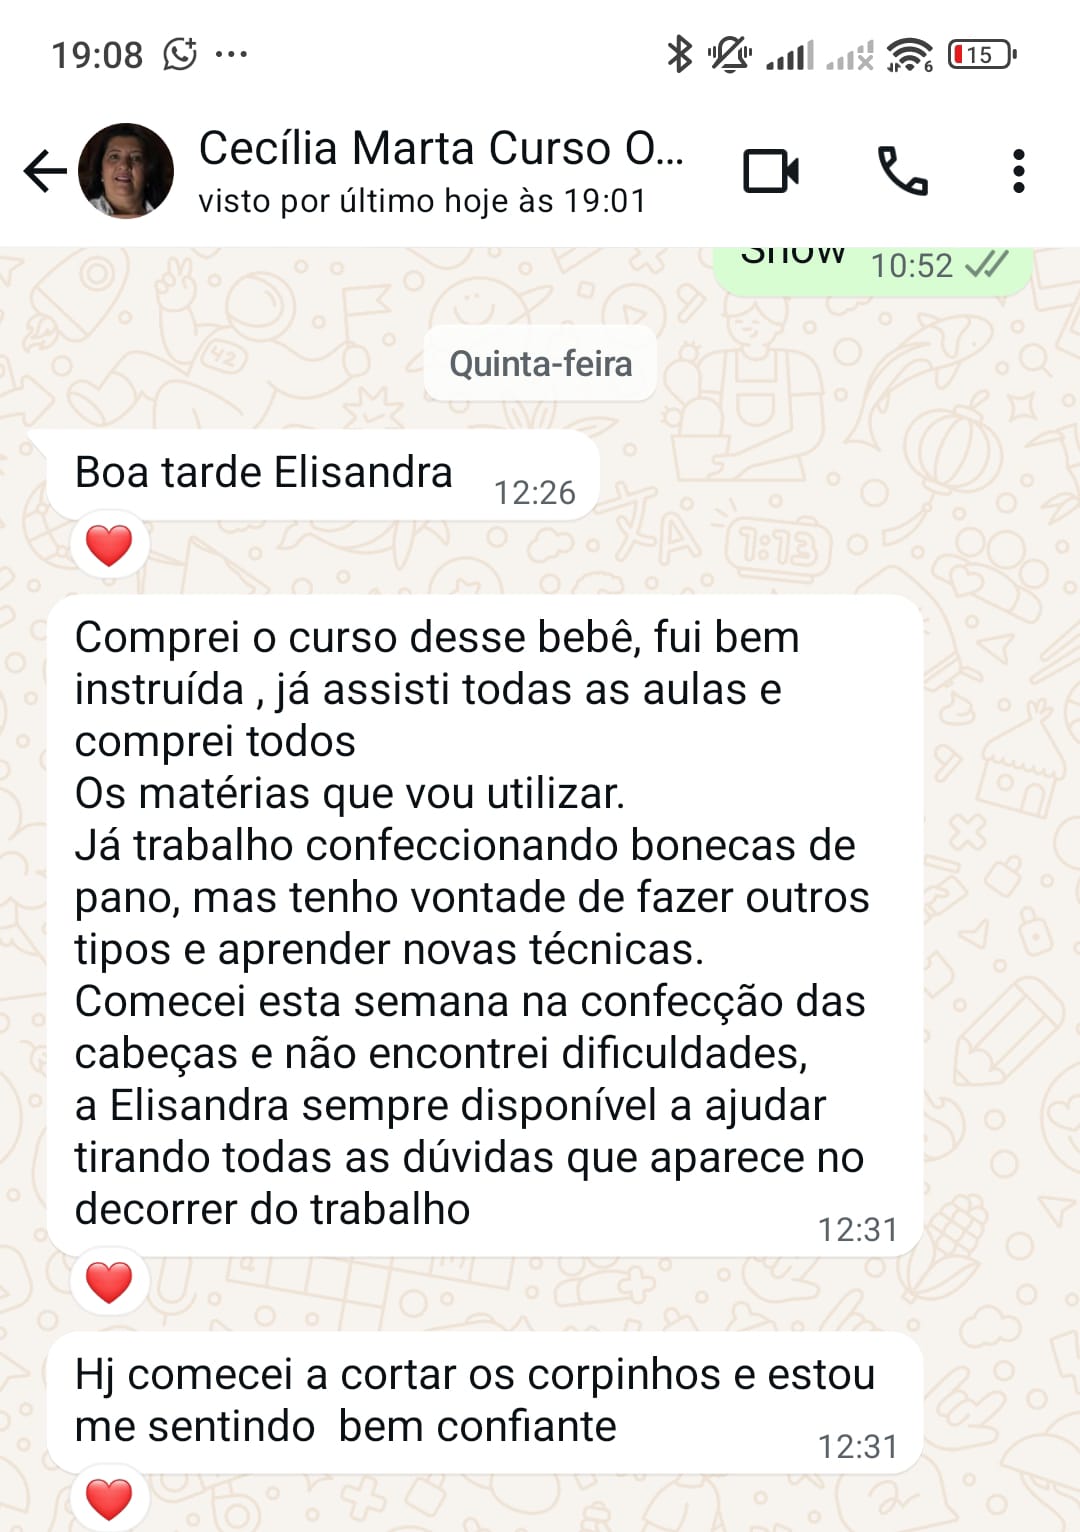 19:08
15
6
Cecília Marta Curso O...
visto por último hoje às 19:01
Show 10:52
Quinta-feira
Boa tarde Elisandra 12:26
Comprei o curso desse bebê, fui bem
instruída , já assisti todas as aulas e
comprei todos
Os matérias que vou utilizar.
Já trabalho confeccionando bonecas de
pano, mas tenho vontade de fazer outros
tipos e aprender novas técnicas.
Comecei esta semana na confecção das
cabeças e não encontrei dificuldades,
a Elisandra sempre disponível a ajudar
tirando todas as dúvidas que aparece no
decorrer do trabalho
12:31
Hj comecei a cortar os corpinhos e estou
me sentindo  bem confiante
12:31